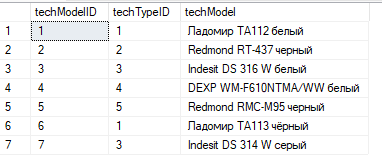 techModelID techTypeID techModel
1 1 1 Ладомир ТА112 белый
2 2 2 Redmond RT-437 черный
3 3 3 Indesit DS 316 W белый
4 4 4 DEXP WM-F610NTMA/WW белый
5 5 5 Redmond RMC-M95 черный
6 6 1 Ладомир ТА113 чёрный
7 7 3 Indesit DS 314 W серый